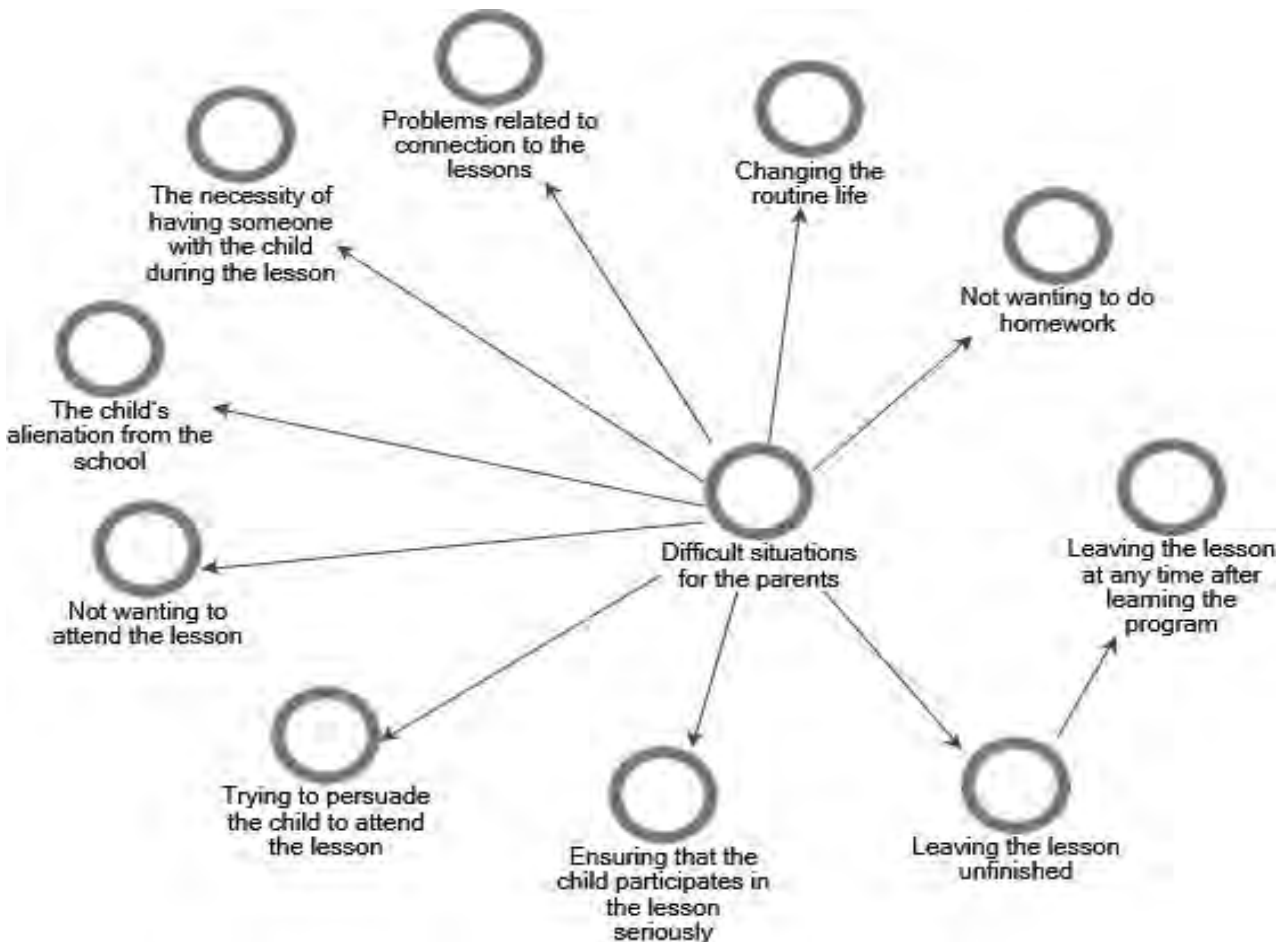 Problems related to
connection to the
lessons
Changing the
routine life
The necessity of
having someone
with the child
during the lesson
Not wanting to do
homework
The child's
alienation from the
school
Difficult situations
for the parents
Leaving the lesson
at any time after
learning the
program
Not wanting to
attend the lesson
Trying to persuade
the child to attend
the lesson
Ensuring that the
child participates in
the lesson
seriously
Leaving the lesson
unfinished